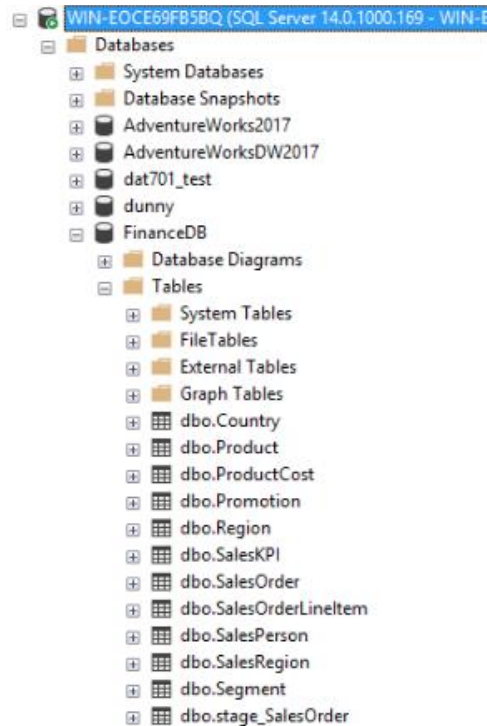 WIN-EOCE69FB5BQ (SQL Server 14.0.1000.169 - WIN-E
Databases
System Databases
Database Snapshots
AdventureWorks2017
AdventureWorksDW2017
dat701_test
dunny
FinanceDB
Database Diagrams
Tables
System Tables
FileTables
External Tables
Graph Tables
dbo.Country
dbo.Product
dbo.ProductCost
dbo.Promotion
dbo.Region
dbo.SalesKPI
dbo.SalesOrder
dbo.SalesOrderLineItem
dbo.SalesPerson
dbo.SalesRegion
dbo.Segment
dbo.stage_SalesOrder